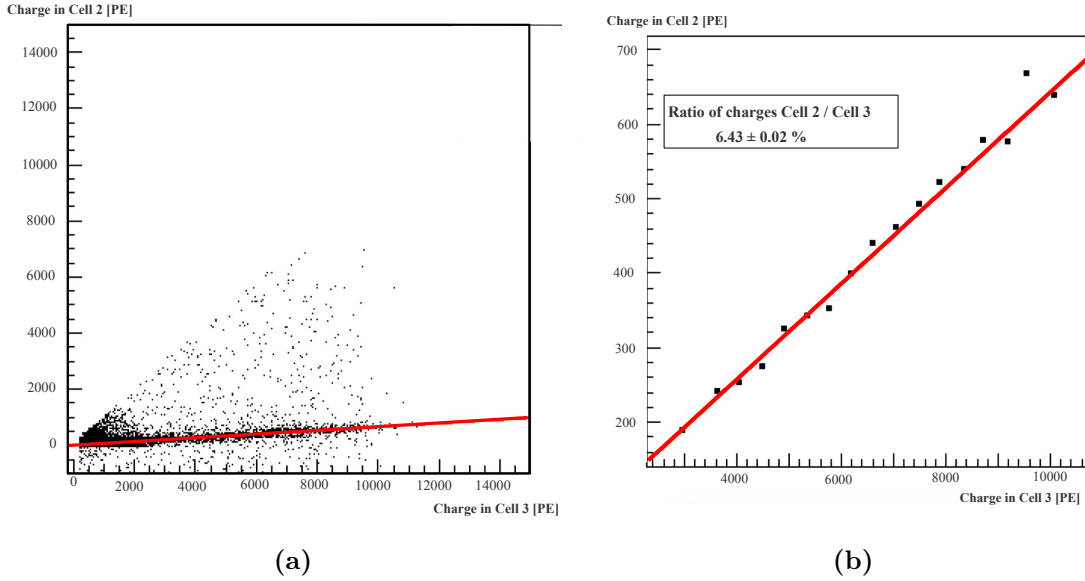 Charge in Cell 2 [PE]
14000
12000
10000
8000
6000
4000
2000
0
0 2000 4000 6000 8000 10000 12000 14000
Charge in Cell 3 [PE]
(a)
Charge in Cell 2 [PE]
700
600
500
400
300
200
Ratio of charges Cell 2 / Cell 3
6.43 ± 0.02 %
4000 6000 8000 10000
Charge in Cell 3 [PE]
(b)